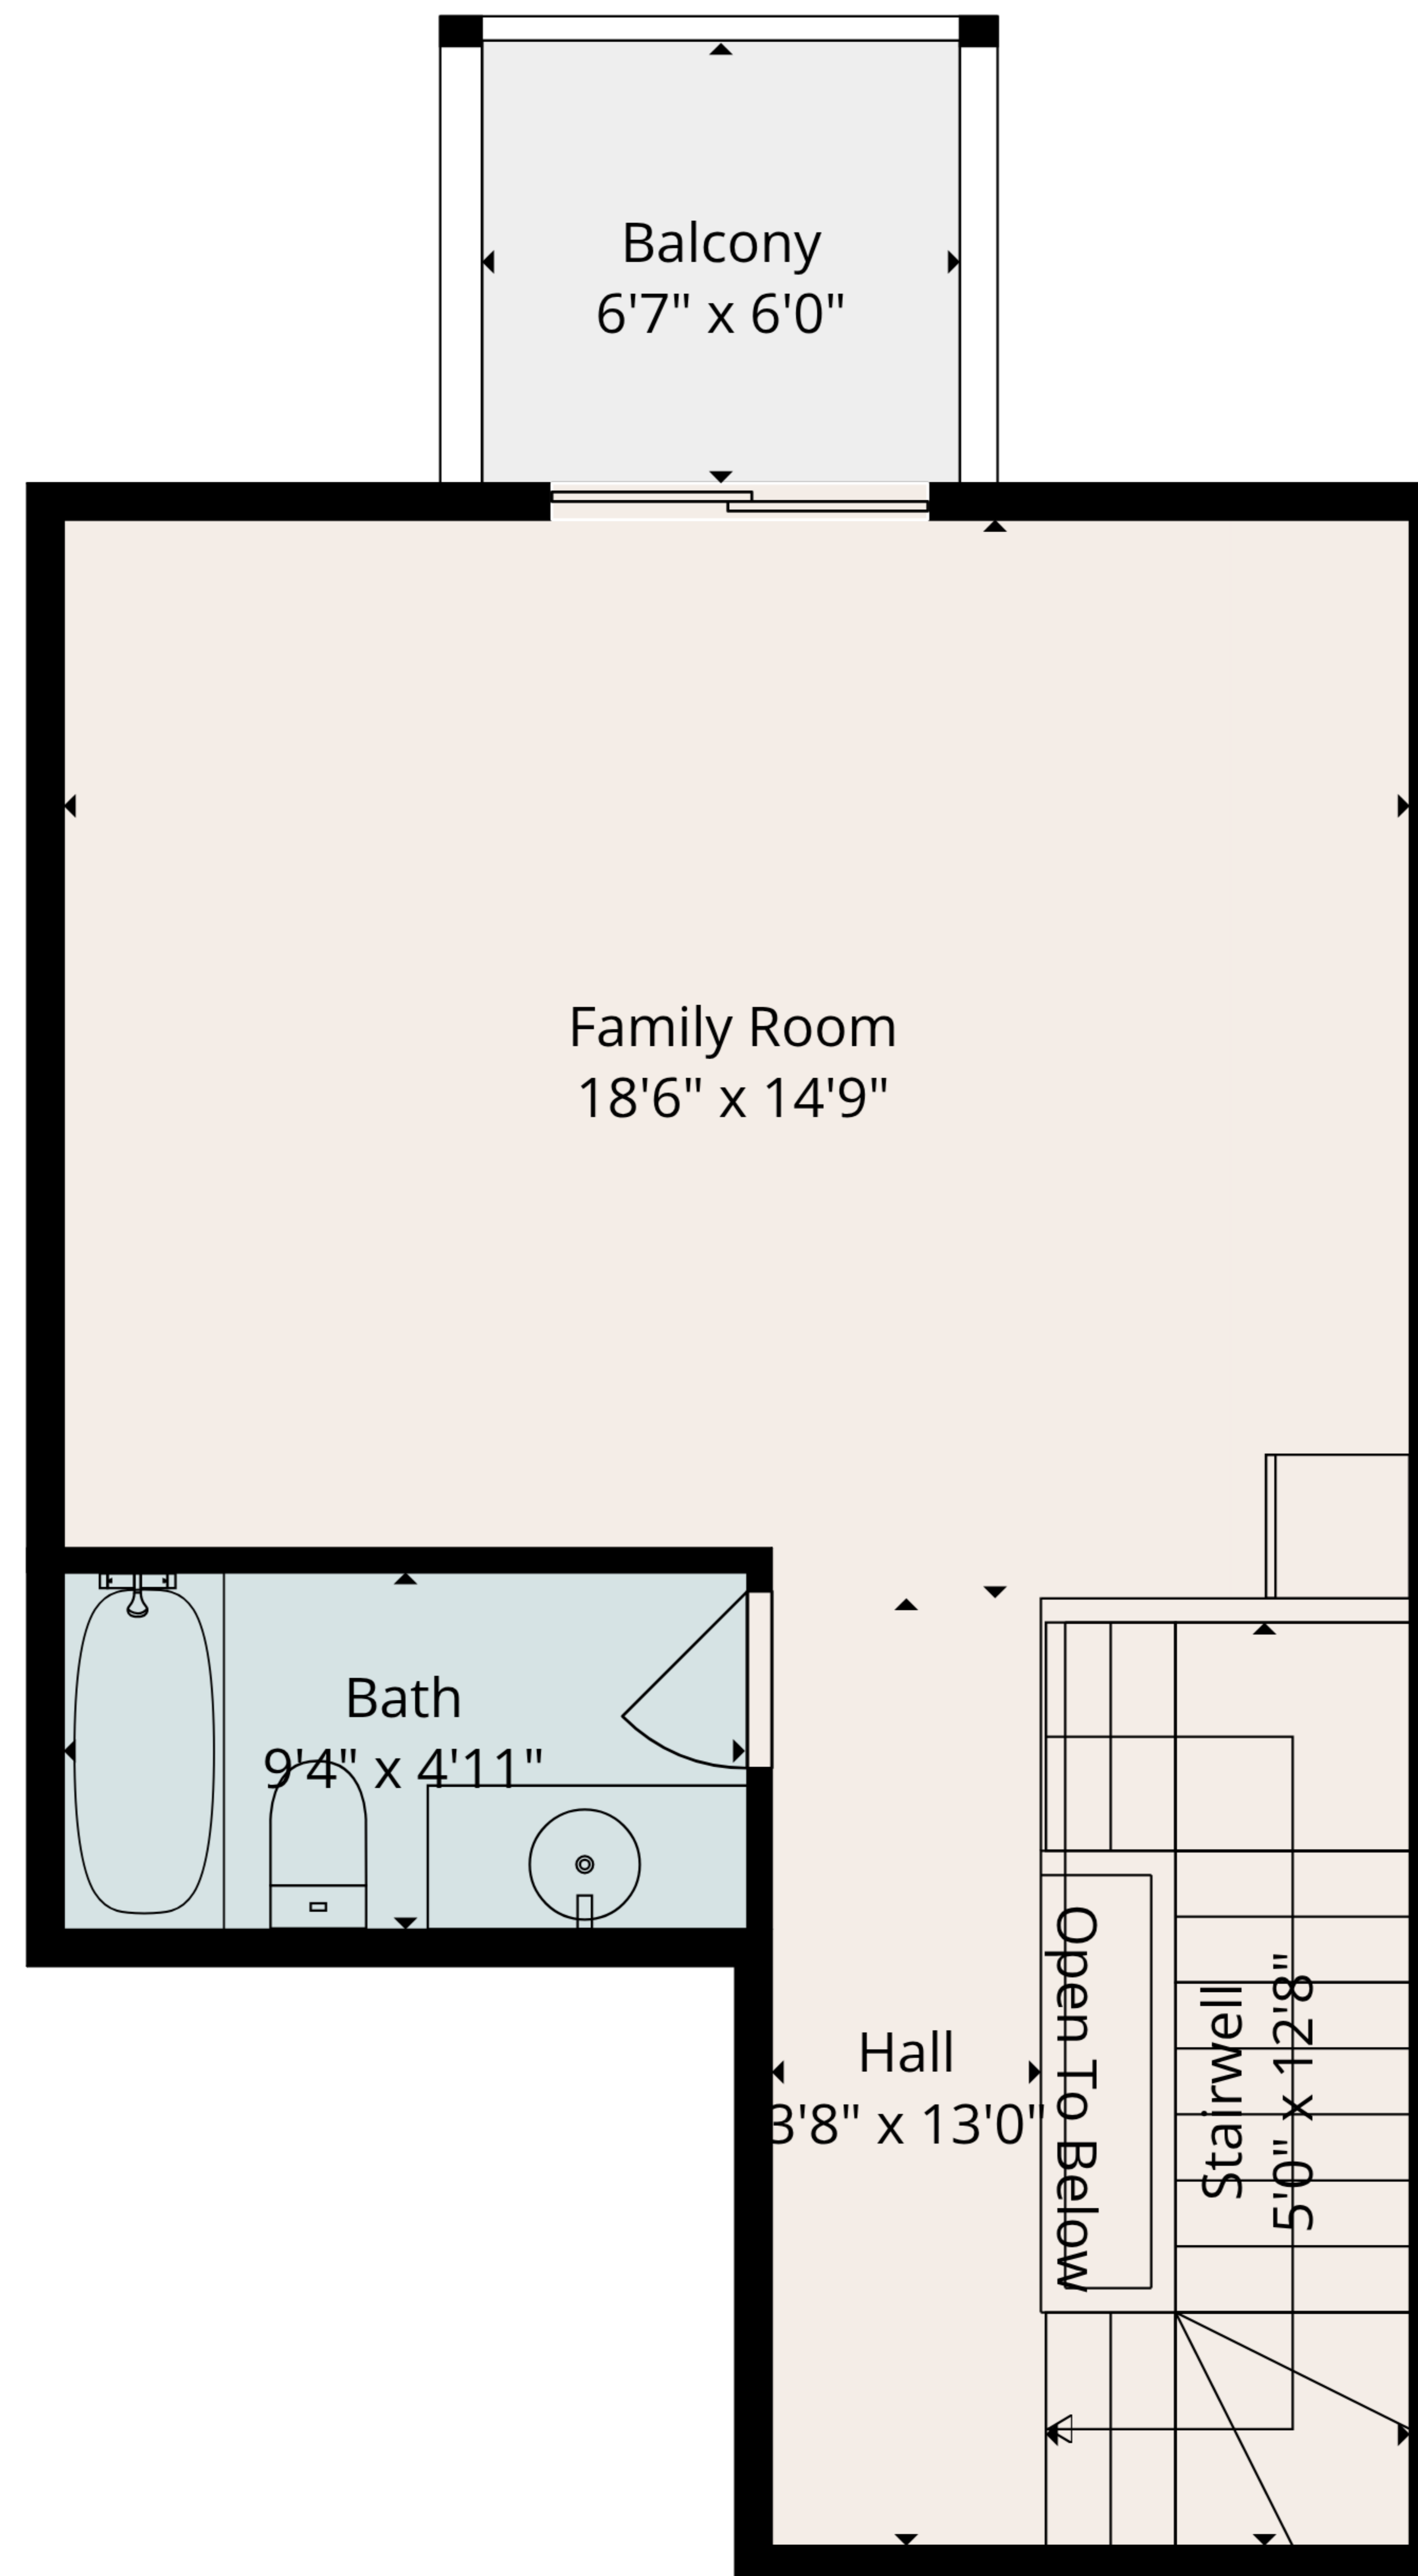 Balcony
6'7" x 6'0"
Family Room
18'6" x 14'9"
Bath
9'4" x 4'11"
Hall
3'8" x 13'0"
Open To Below
Stairwell
5'0" x 12'8"